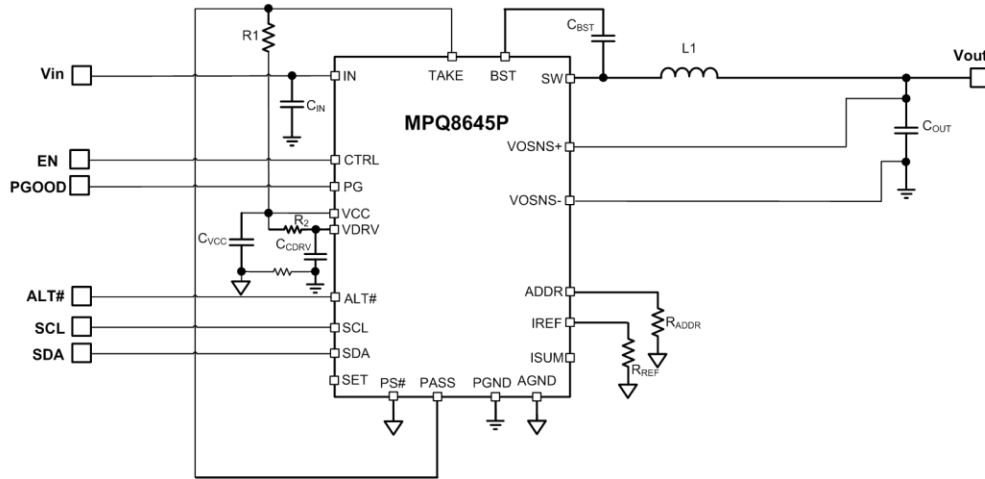 CBST
R1
L1
Vin
Vout
IN
TAKE
BST
SW
CIN
MPQ8645P
COUT
EN
CTRL
VOSNS+
PGOOD
PG
VCC
VOSNS-
R2
VDRV
CVCC
CCDRV
ALT#
ALT#
ADDR
SCL
SCL
IREF
RADDR
SDA
SDA
ISUM
RREF
SET
PS#
PASS
PGND
AGND